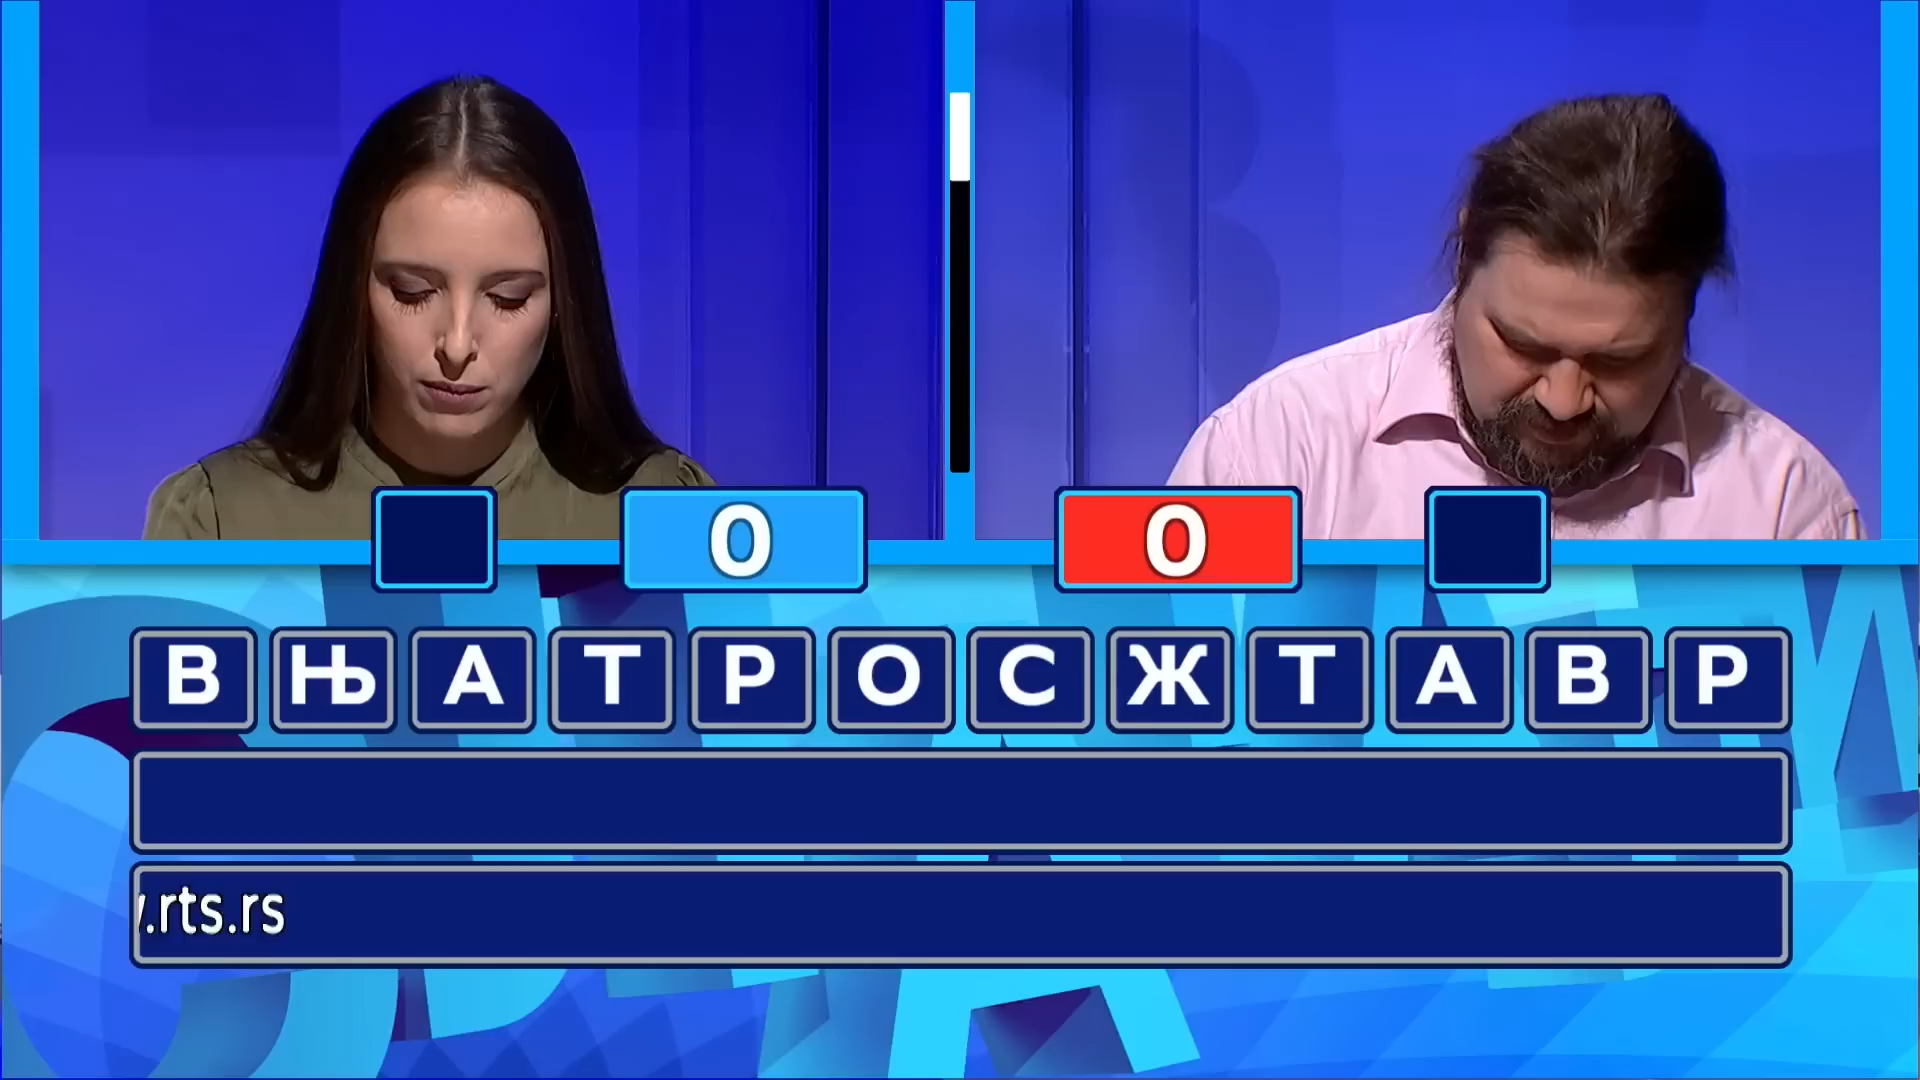 0 0
В Њ А Т Р О С Ж Т А В Р
.rts.rs